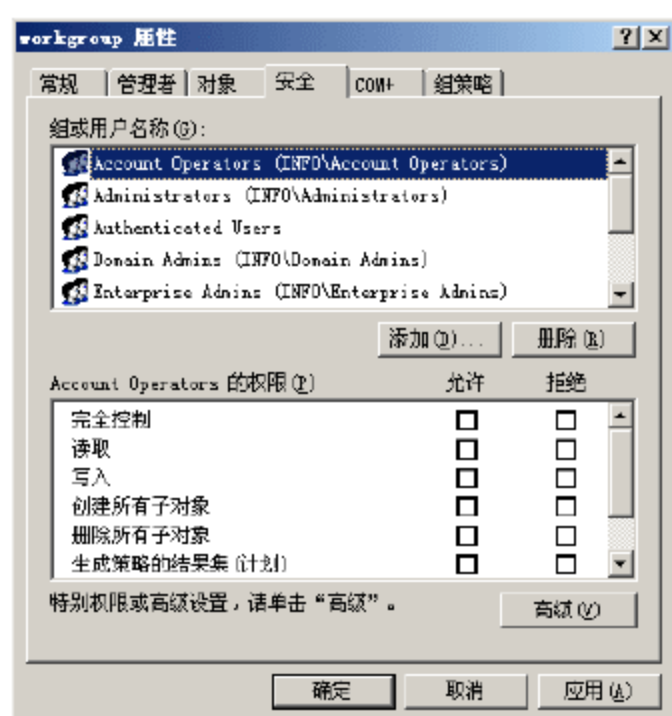 workgroup 属性
常规 管理者 对象 安全 COM+ 组策略
组或用户名称(G):
Account Operators (INFO\Account Operators)
Administrators (INFO\Administrators)
Authenticated Users
Domain Admins (INFO\Domain Admins)
Enterprise Admins (INFO\Enterprise Admins)
添加(D)... 删除(R)
Account Operators 的权限(P) 允许 拒绝
完全控制
读取
写入
创建所有子对象
删除所有子对象
生成策略的结果集(计划)
特别权限或高级设置，请单击“高级”。
高级(V)
确定 取消 应用(A)